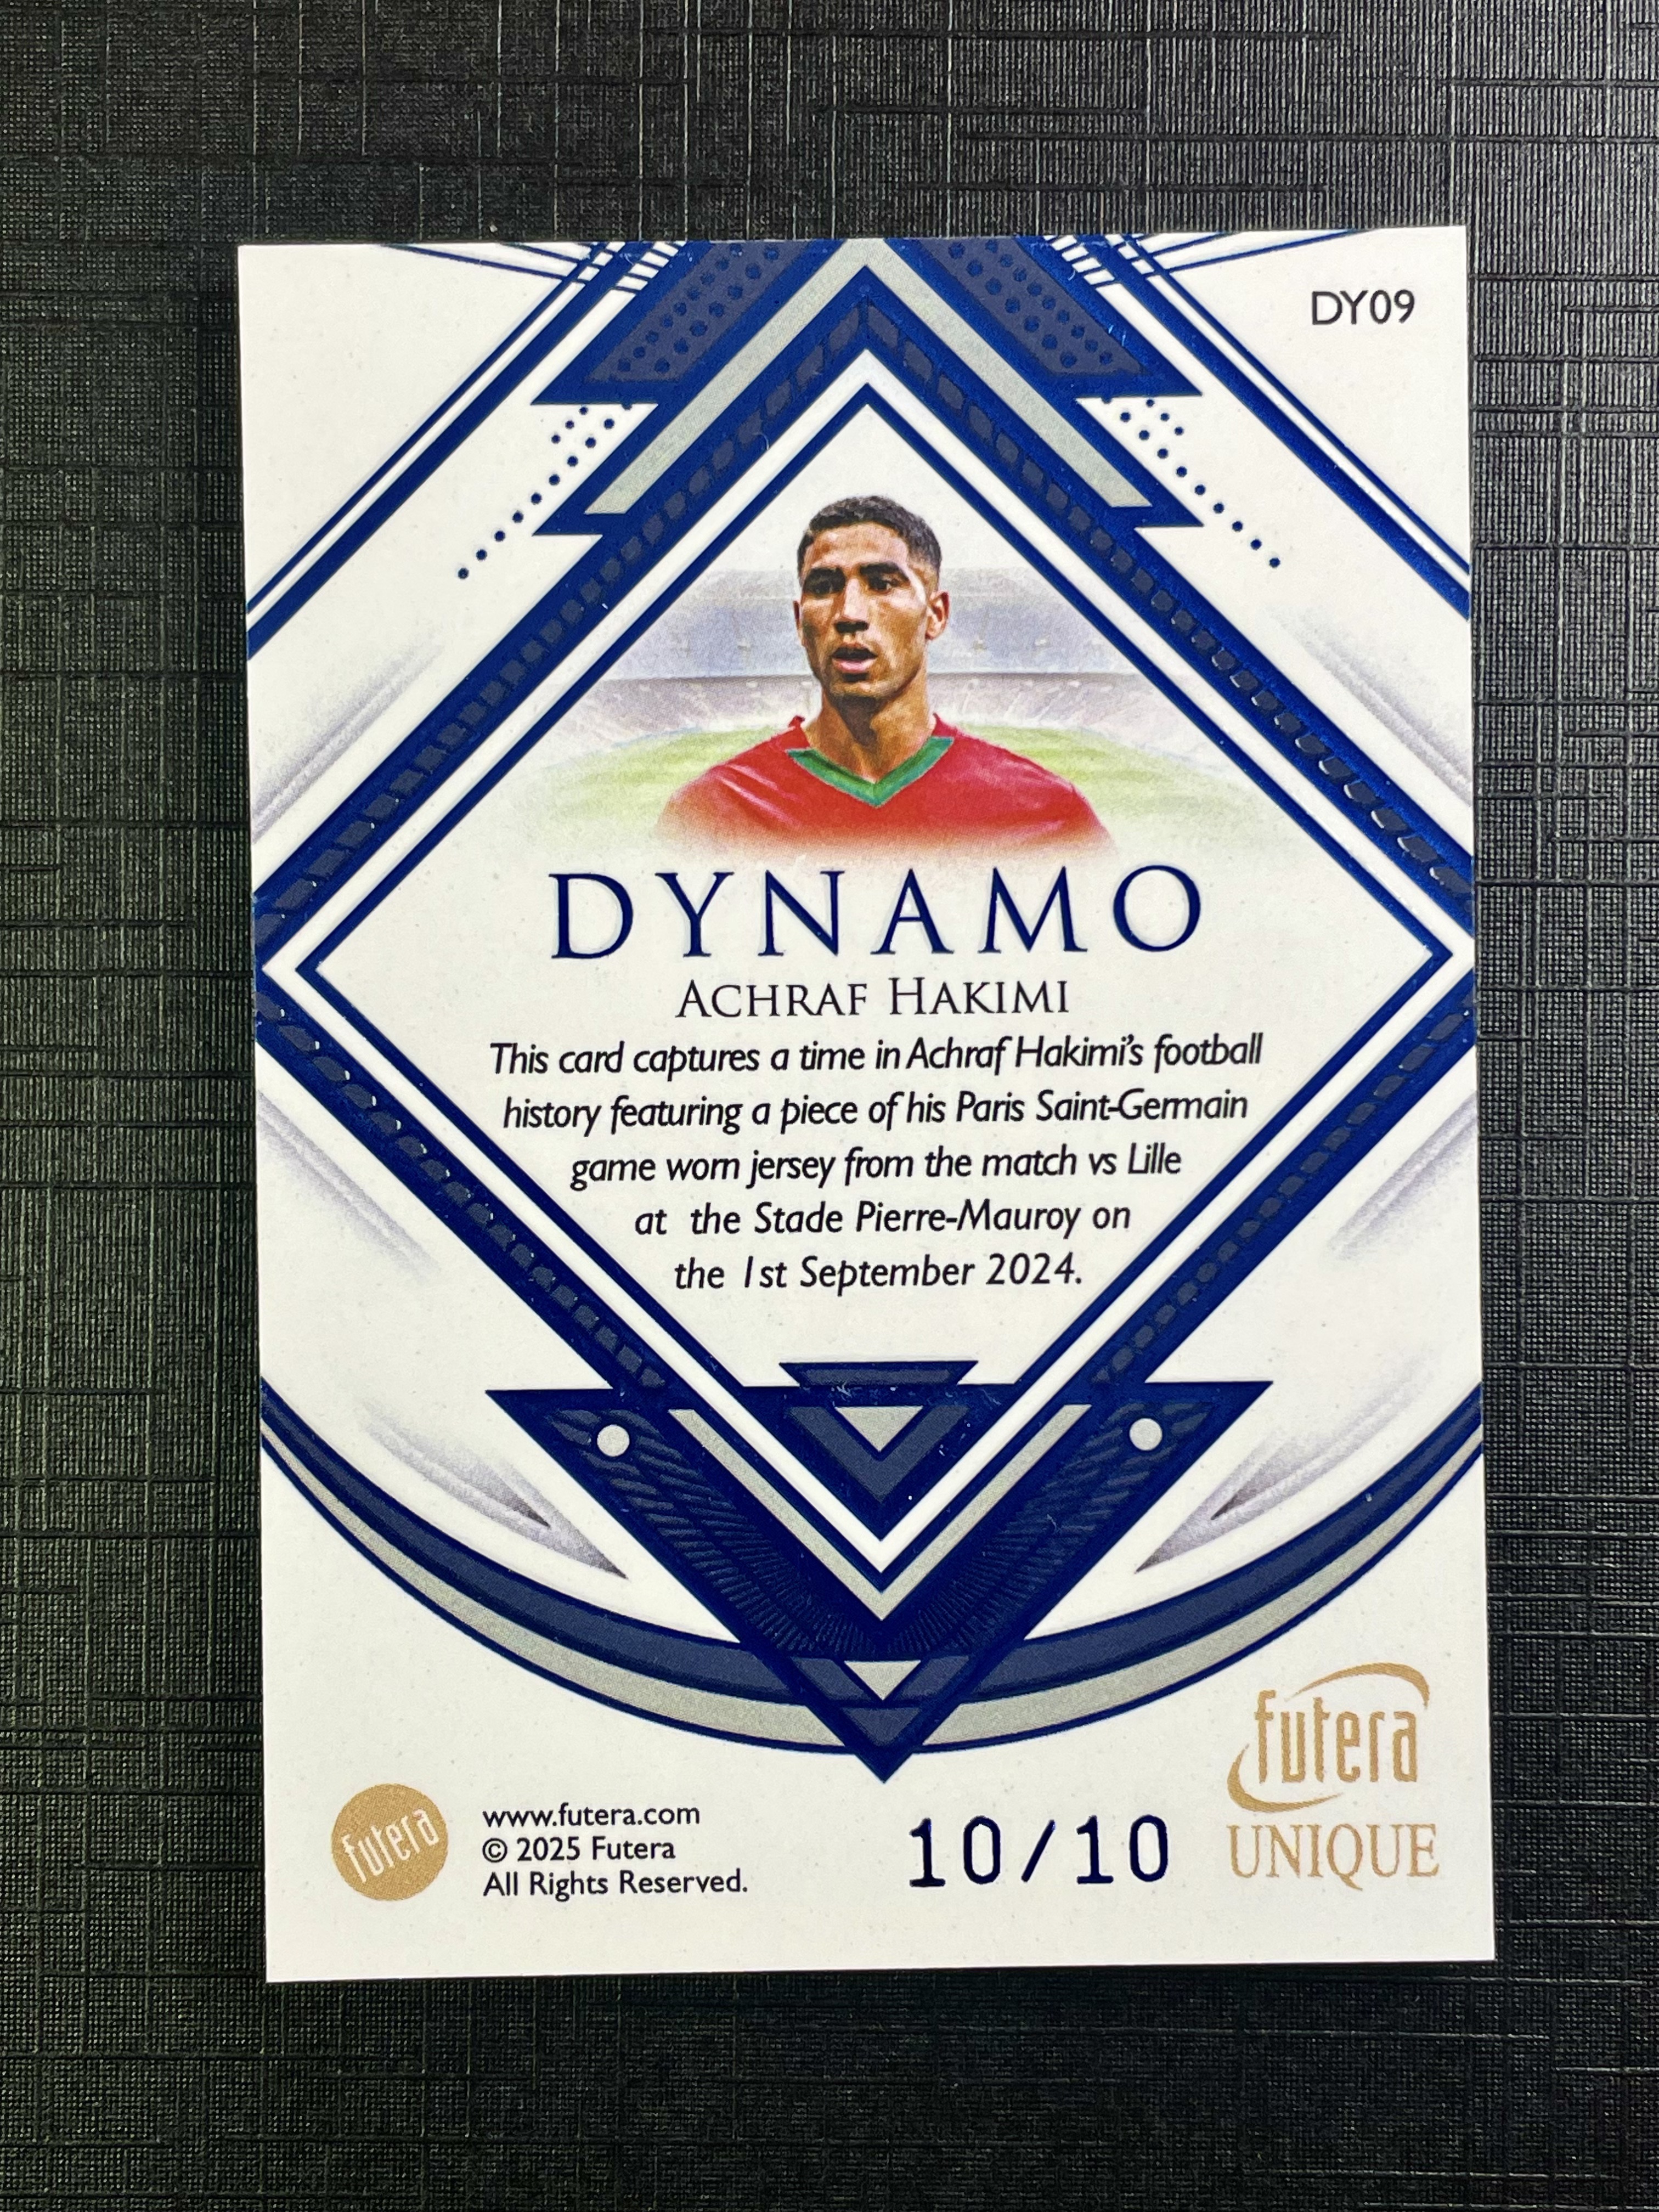 DY09
DYNAMO
ACHRAF HAKIMI
This card captures a time in Achraf Hakimi's football
history featuring a piece of his Paris Saint-Germain
game worn jersey from the match vs Lille
at the Stade Pierre-Mauroy on
the 1st September 2024.
futera
www.futera.com
© 2025 Futera
All Rights Reserved.
10/10
futera
UNIQUE